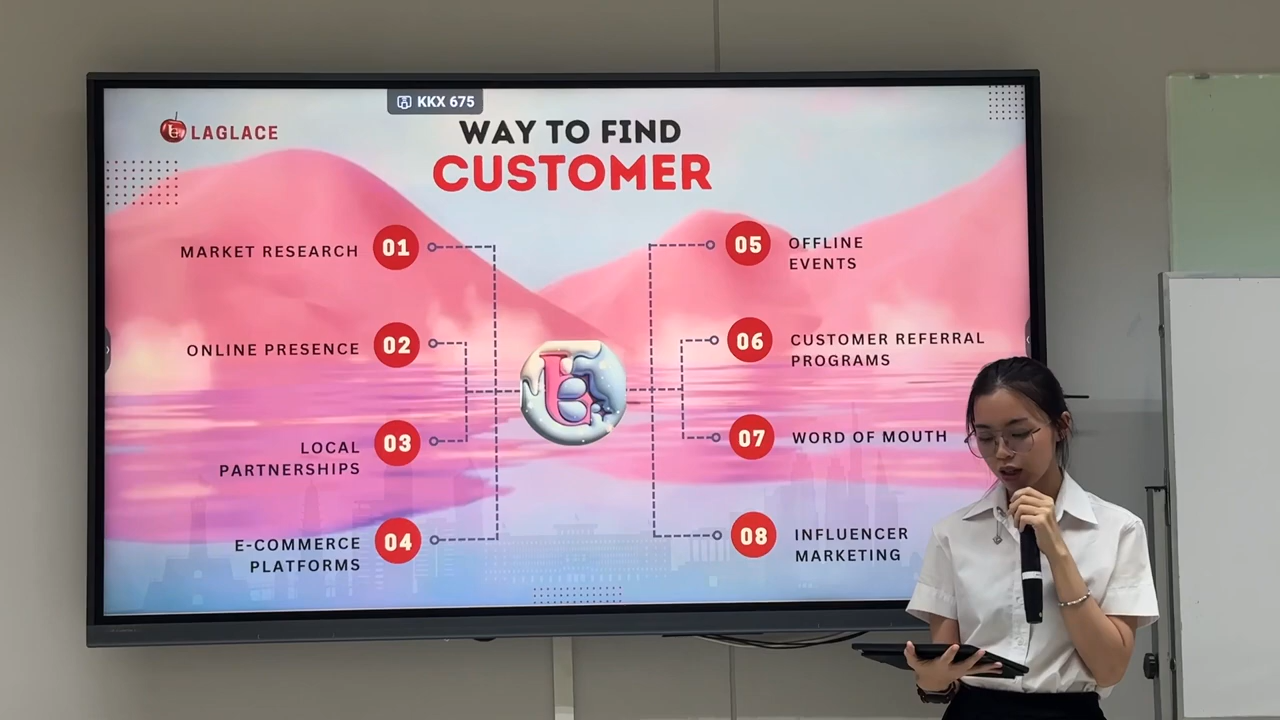 KKX 675
LAGLACE
WAY TO FIND
CUSTOMER
MARKET RESEARCH
01
ONLINE PRESENCE
02
LOCAL
PARTNERSHIPS
03
E-COMMERCE
PLATFORMS
04
05
OFFLINE
EVENTS
06
CUSTOMER REFERRAL
PROGRAMS
07
WORD OF MOUTH
08
INFLUENCER
MARKETING